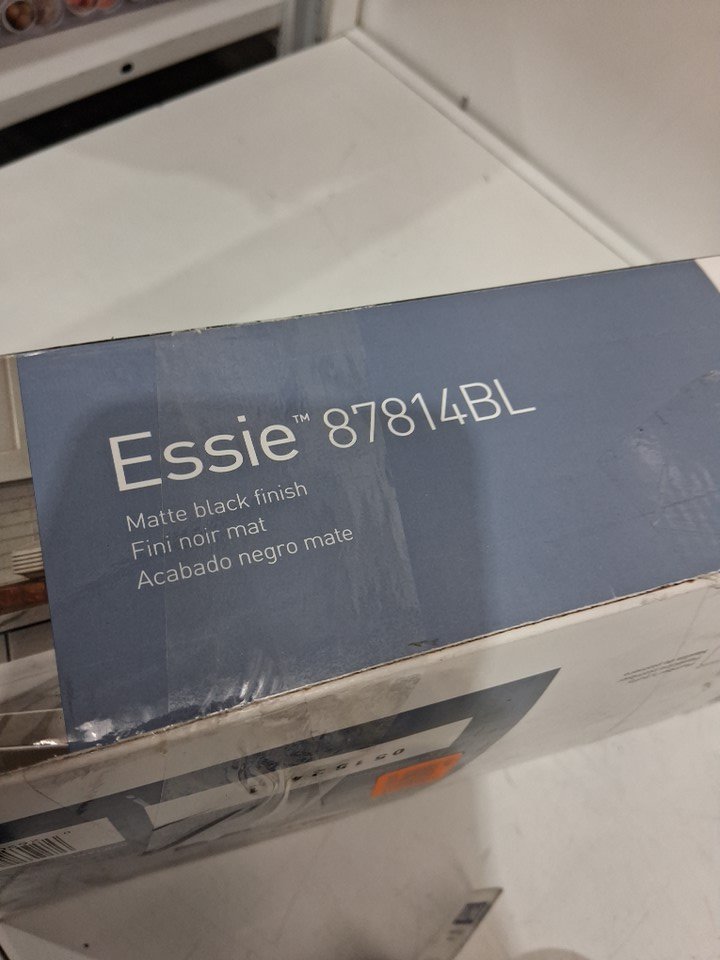 Essie™ 87814BL
Matte black finish
Fini noir mat
Acabado negro mate